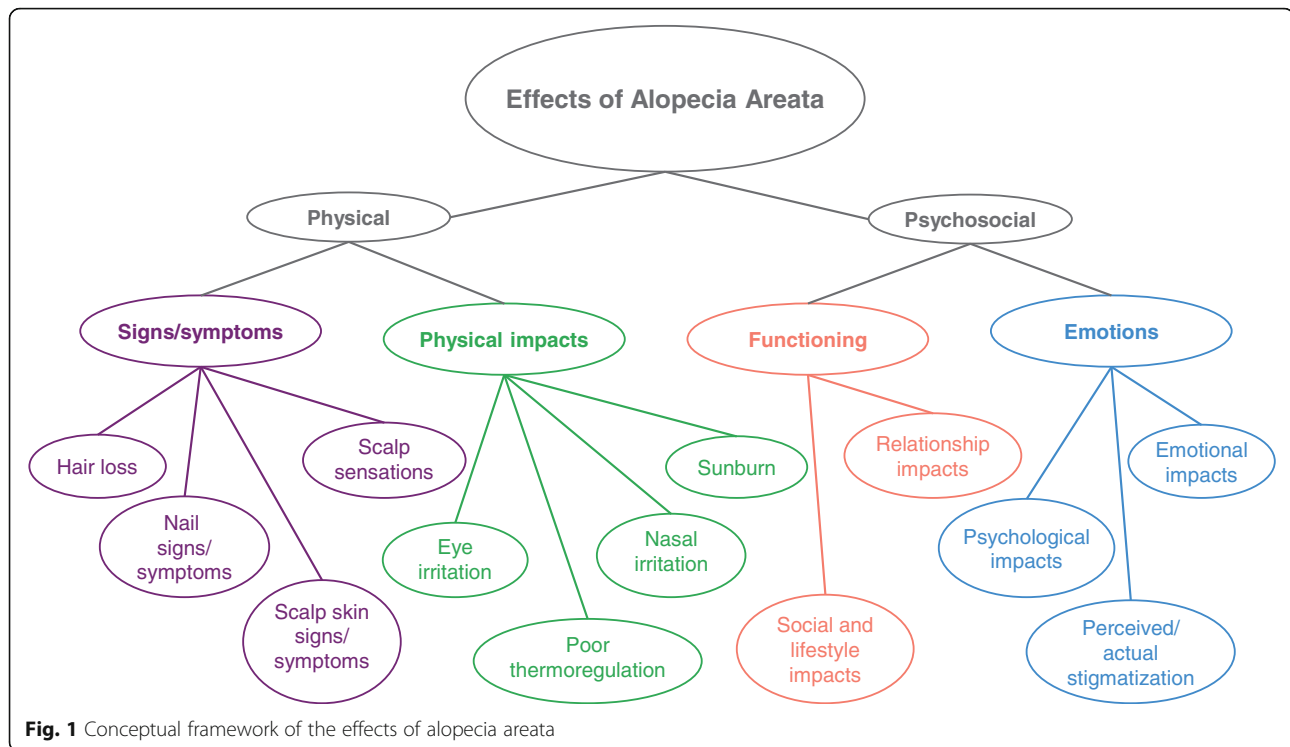 Effects of Alopecia Areata
Physical
Psychosocial
Signs/symptoms
Physical impacts
Functioning
Emotions
Hair loss
Nail
signs/
symptoms
Scalp skin
signs/
symptoms
Scalp
sensations
Eye
irritation
Poor
thermoregulation
Nasal
irritation
Sunburn
Social and
lifestyle
impacts
Relationship
impacts
Psychological
impacts
Perceived/
actual
stigmatization
Emotional
impacts
Fig. 1 Conceptual framework of the effects of alopecia areata